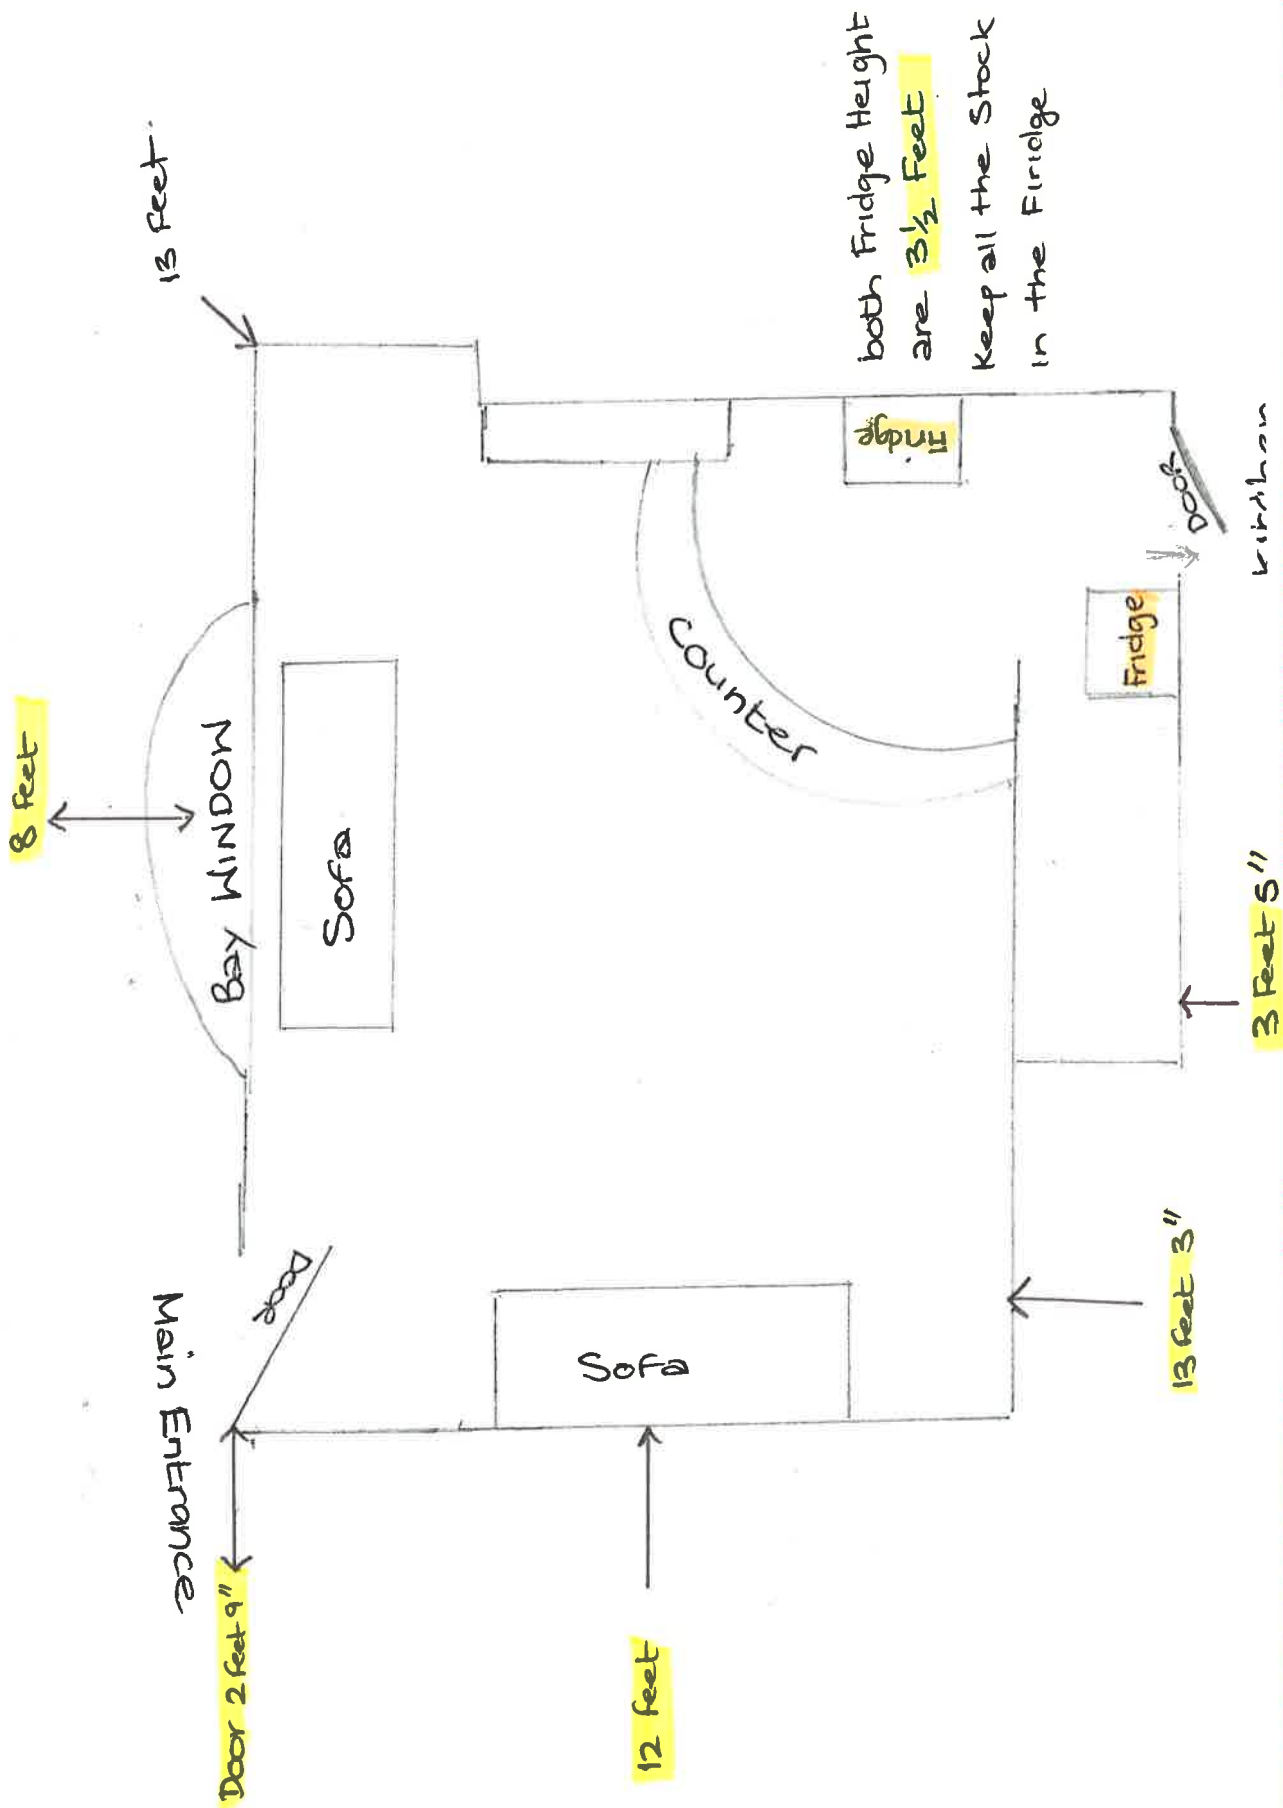 8 feet
13 feet.
Main Entrance
Door 2 feet 9"
BAY WINDOW
Door
Sofa
12 feet
Sofa
Counter
Fridge
both Fridge Height
are 3½ Feet
Keep all the Stock
in the Firidge
Fridge
DOOR
13 feet 3"
3 Feet 5"